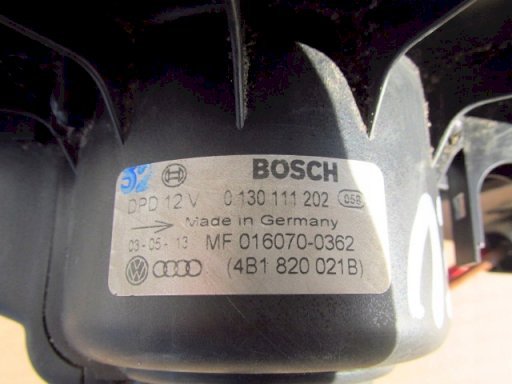 BOSCH
DPD 12 V 0 130 111 202 058
Made in Germany
03-05-13 MF 016070-0362
(4B1 820 021B)